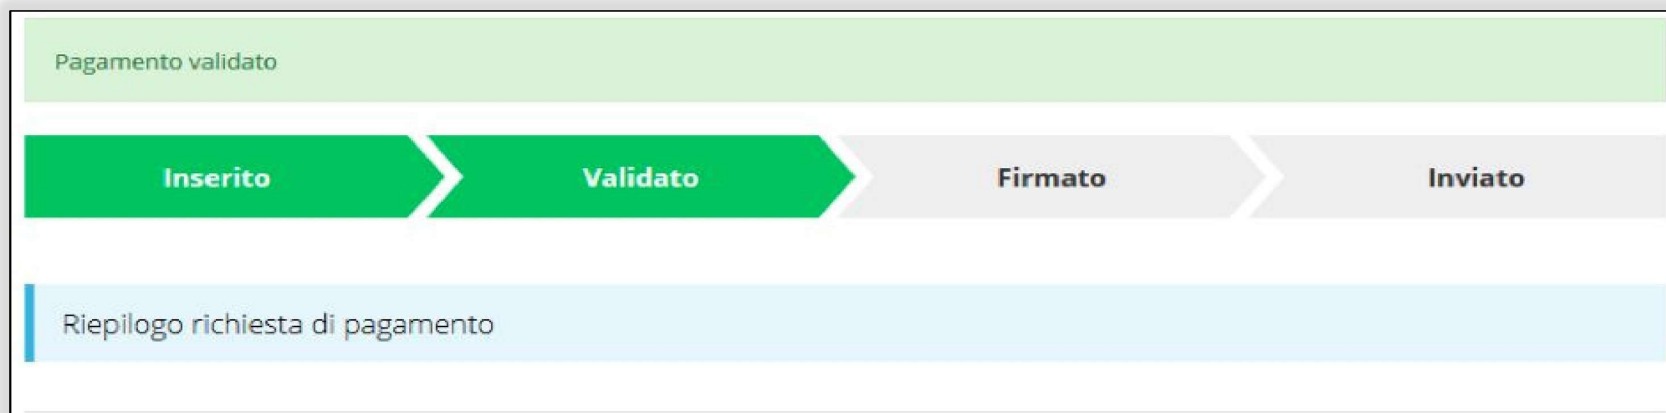 Pagamento validato
Inserito Validato Firmato Inviato
Riepilogo richiesta di pagamento